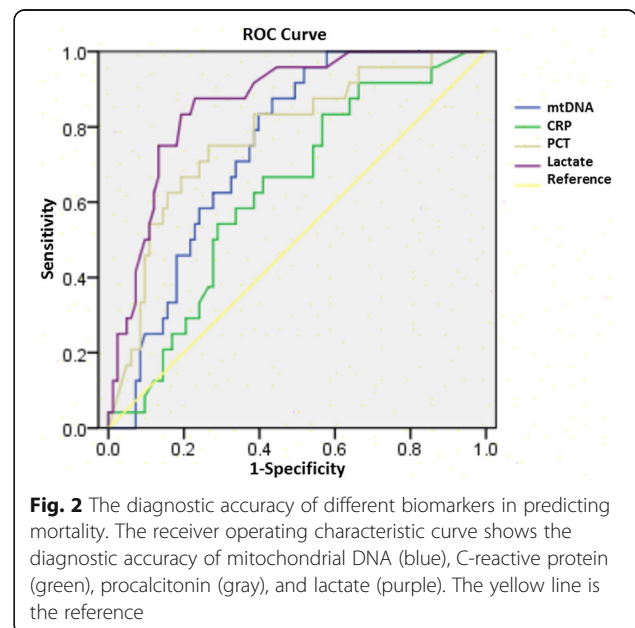 ROC Curve
1.0
0.8
0.6
0.4
0.2
0.0
Sensitivity
0.0 0.2 0.4 0.6 0.8 1.0
1-Specificity
mtDNA
CRP
PCT
Lactate
Reference
Fig. 2 The diagnostic accuracy of different biomarkers in predicting
mortality. The receiver operating characteristic curve shows the
diagnostic accuracy of mitochondrial DNA (blue), C-reactive protein
(green), procalcitonin (gray), and lactate (purple). The yellow line is
the reference